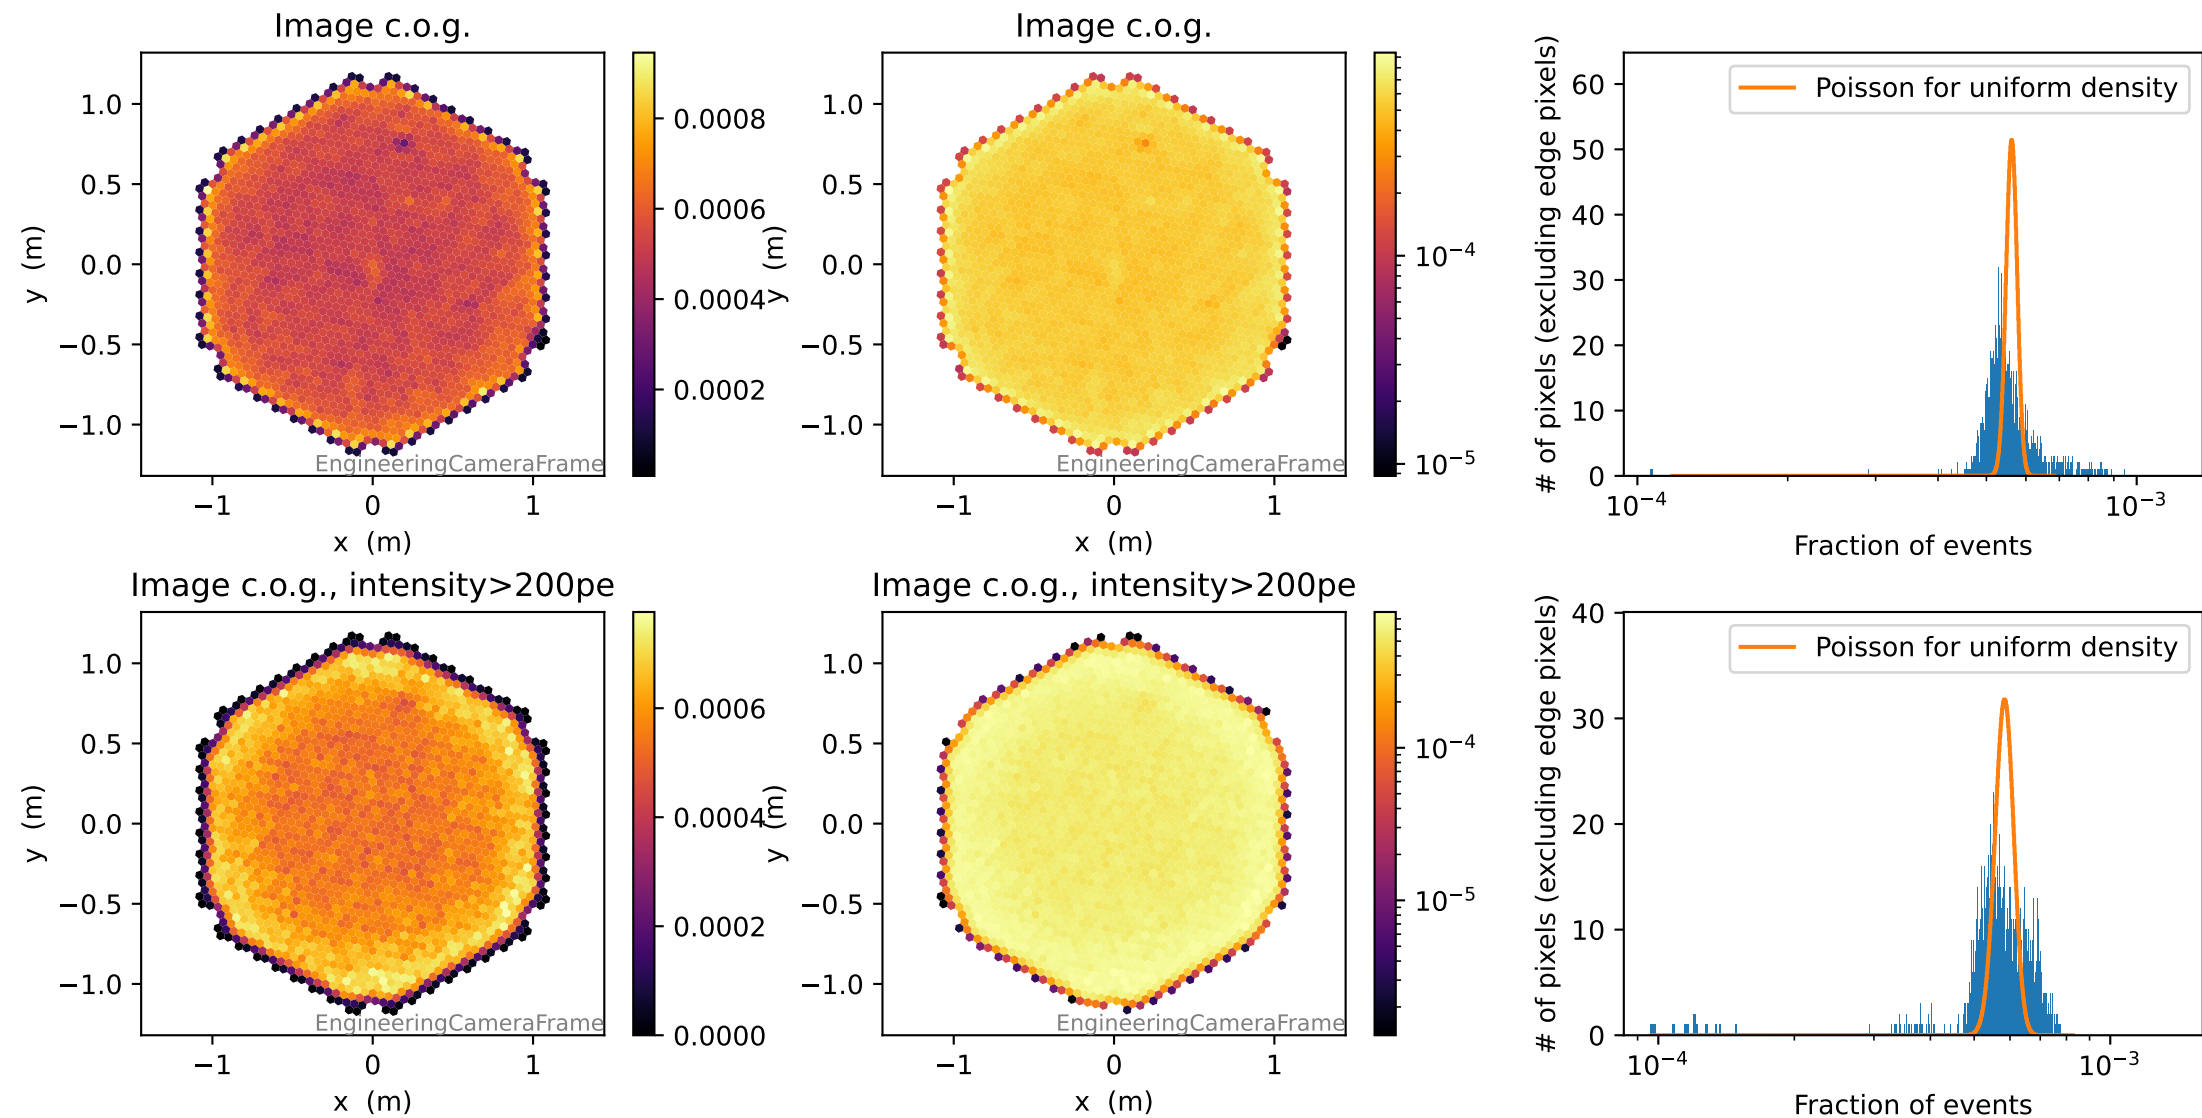 Image c.o.g.
y (m)
1.0
0.5
0.0
−0.5
−1.0
EngineeringCameraFrame
−1 0 1
x (m)
0.0008
0.0006
0.0004
0.0002
Image c.o.g.
y (m)
1.0
0.5
0.0
−0.5
−1.0
EngineeringCameraFrame
−1 0 1
x (m)
10⁻⁴
10⁻⁵
# of pixels (excluding edge pixels)
60
50
40
30
20
10
0
Poisson for uniform density
10⁻⁴ 10⁻³
Fraction of events
Image c.o.g., intensity>200pe
y (m)
1.0
0.5
0.0
−0.5
−1.0
EngineeringCameraFrame
−1 0 1
x (m)
0.0006
0.0004
0.0002
0.0000
Image c.o.g., intensity>200pe
y (m)
1.0
0.5
0.0
−0.5
−1.0
EngineeringCameraFrame
−1 0 1
x (m)
10⁻⁴
10⁻⁵
# of pixels (excluding edge pixels)
40
30
20
10
0
Poisson for uniform density
10⁻⁴ 10⁻³
Fraction of events